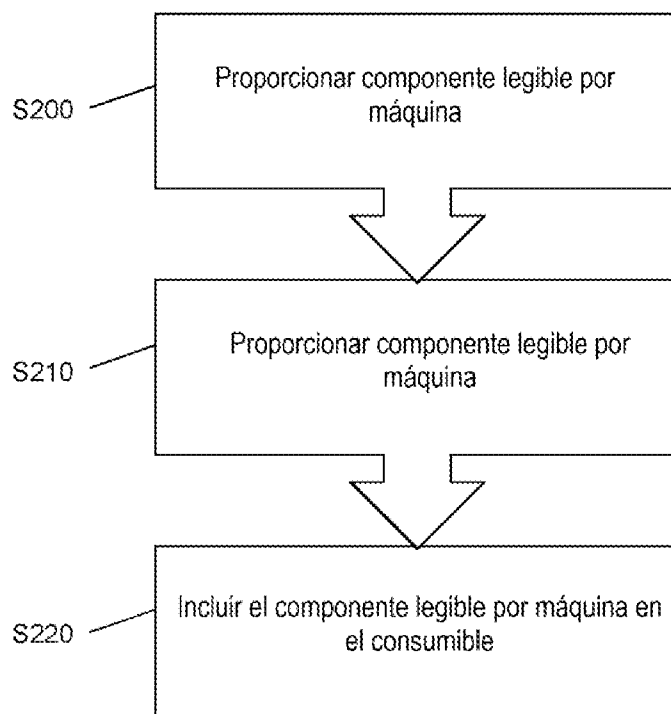 S200
Proporcionar componente legible por
máquina
S210
Proporcionar componente legible por
máquina
S220
Incluír el componente legible por máquina en
el consumible